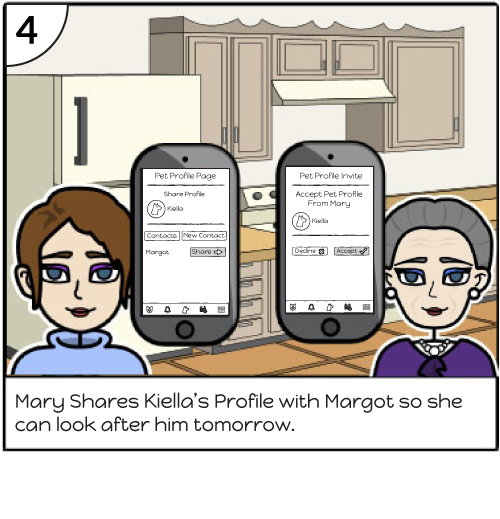 4
Pet Profile Page
Share Profile
Kiella
Contacts New Contact
Margot Share
Pet Profile Invite
Accept Pet Profile
From Mary
Kiella
Decline Accept
Mary Shares Kiella's Profile with Margot so she
can look after him tomorrow.